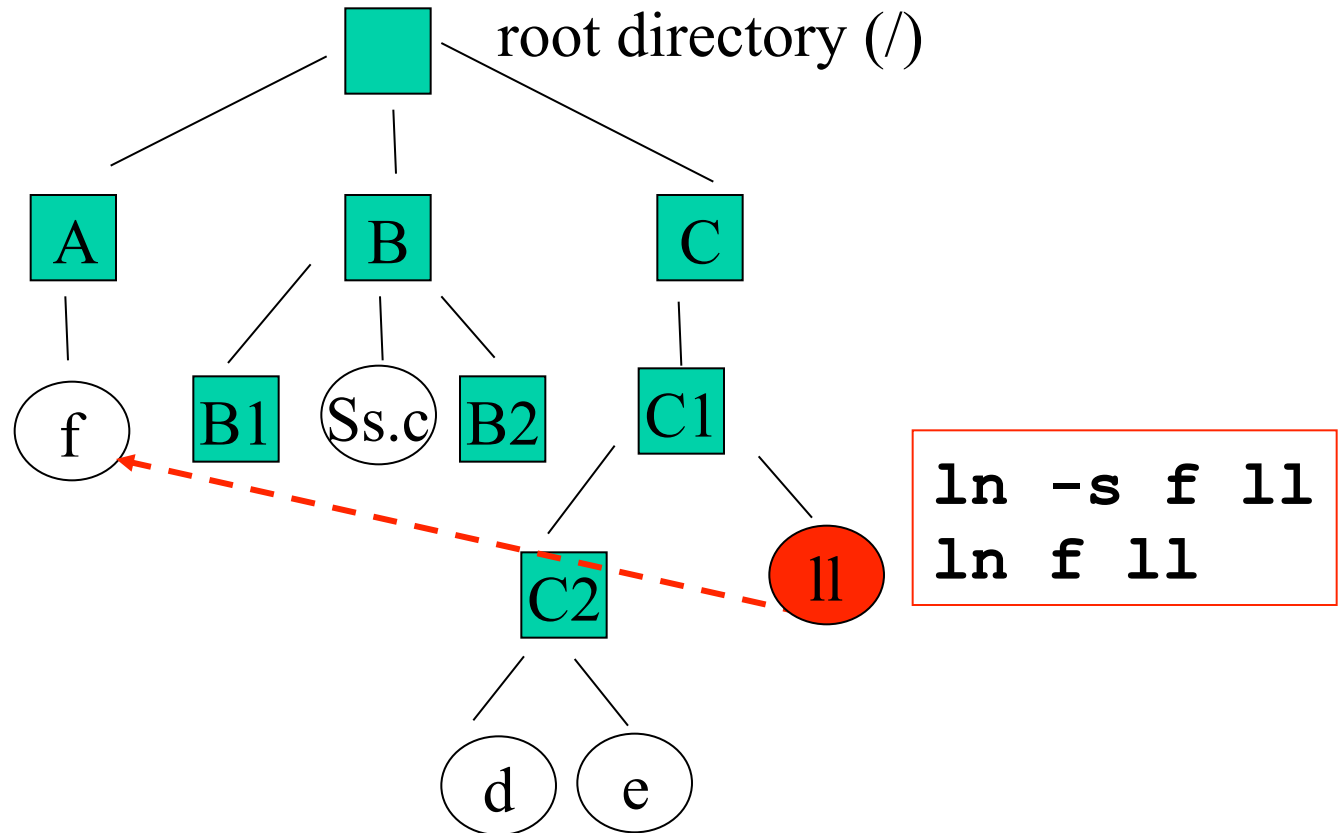 root directory (/)
A
B
C
f
B1
Ss.c
B2
C1
ln -s f ll
ln f ll
C2
ll
d
e